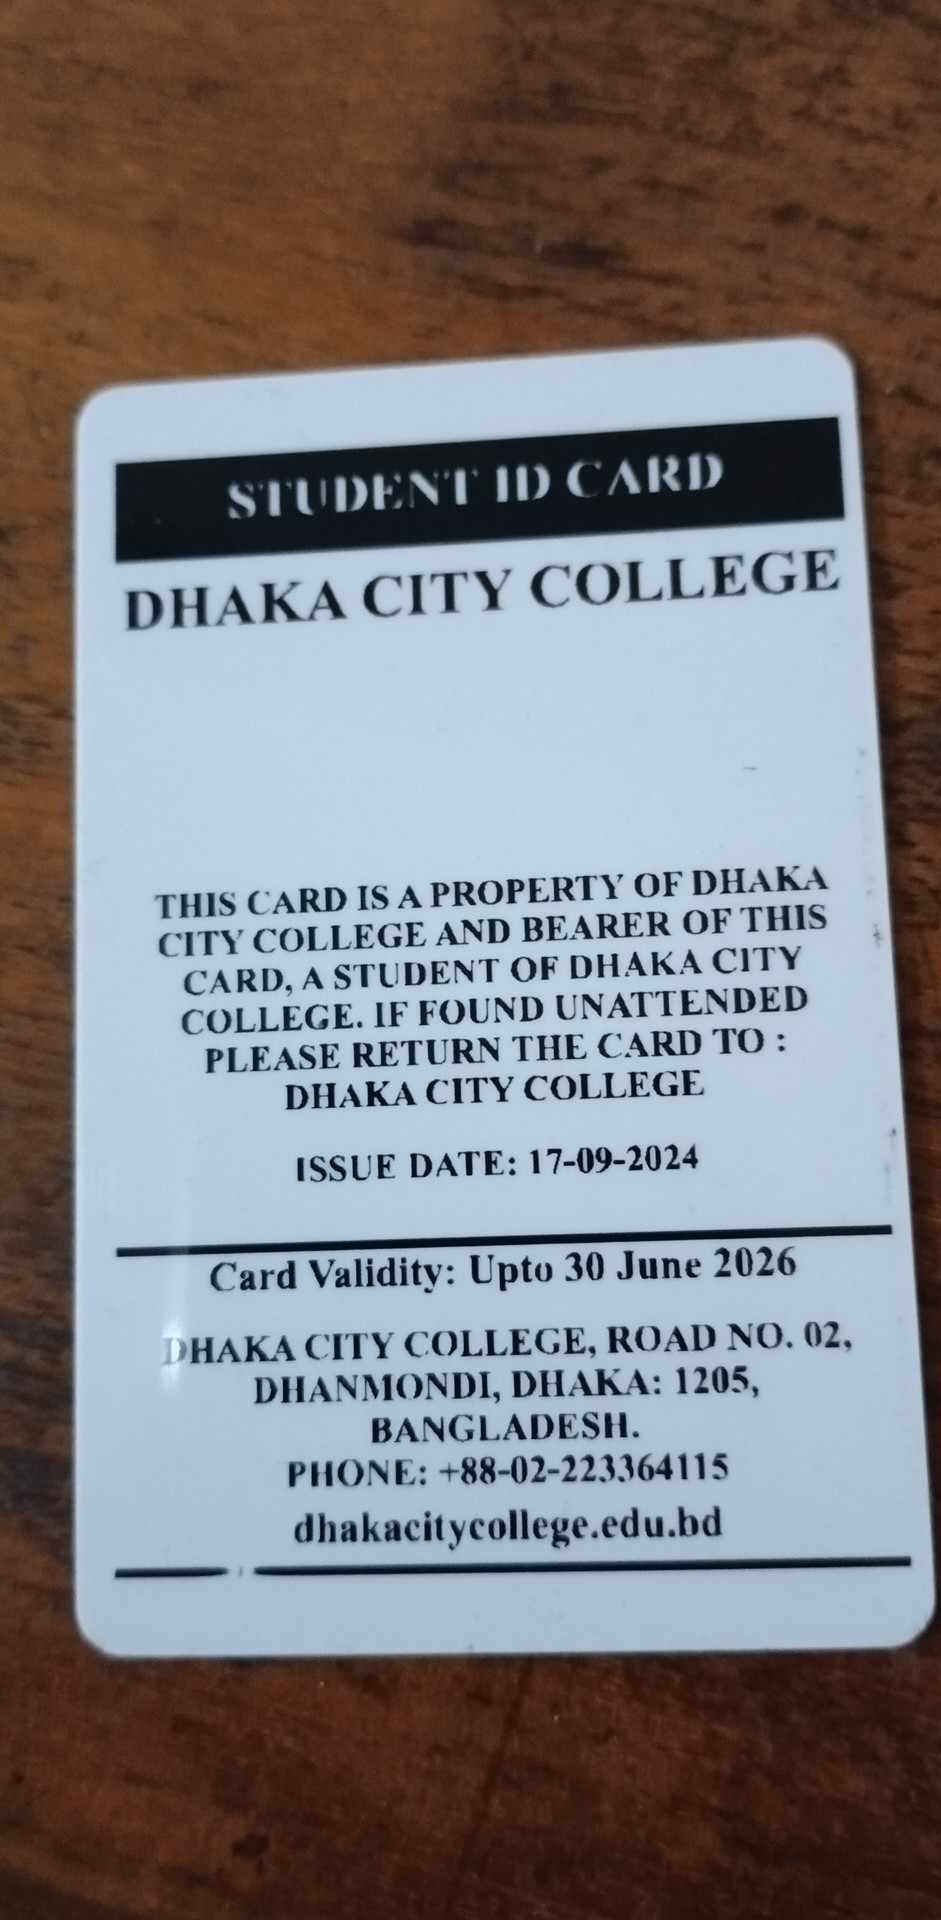 STUDENT ID CARD
DHAKA CITY COLLEGE
THIS CARD IS A PROPERTY OF DHAKA
CITY COLLEGE AND BEARER OF THIS
CARD, A STUDENT OF DHAKA CITY
COLLEGE. IF FOUND UNATTENDED
PLEASE RETURN THE CARD TO :
DHAKA CITY COLLEGE
ISSUE DATE: 17-09-2024
Card Validity: Upto 30 June 2026
DHAKA CITY COLLEGE, ROAD NO. 02,
DHANMONDI, DHAKA: 1205,
BANGLADESH.
PHONE: +88-02-223364115
dhakacitycollege.edu.bd